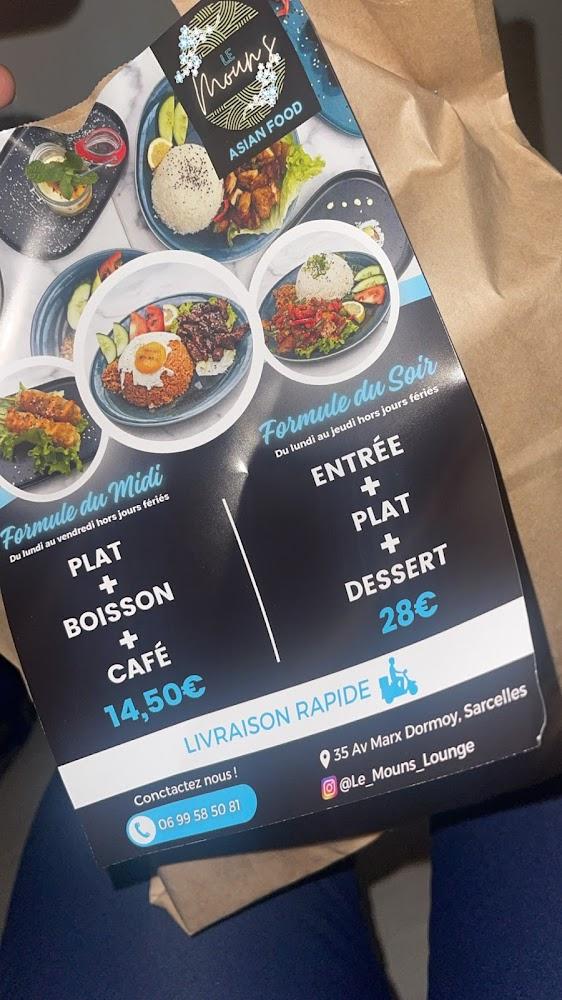 LE
Mouns
ASIAN FOOD
Formule du Midi
Du lundi au vendredi hors jours fériés
PLAT
+
BOISSON
+
CAFÉ
14,50€
Formule du Soir
Du lundi au jeudi hors jours fériés
ENTRÉE
+
PLAT
+
DESSERT
28€
LIVRAISON RAPIDE
Conctactez nous !
06 99 58 50 81
35 Av Marx Dormoy, Sarcelles
@Le_Mouns_Lounge